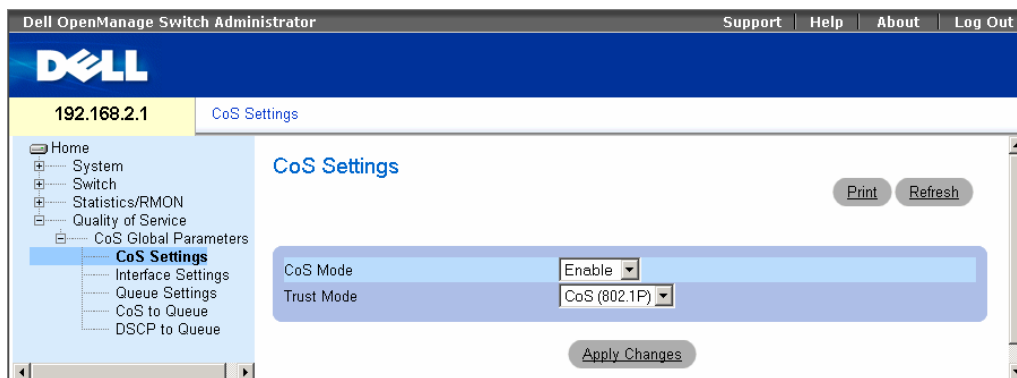 Dell OpenManage Switch Administrator Support Help About Log Out
DELL
192.168.2.1 CoS Settings
Home
System
Switch
Statistics/RMON
Quality of Service
CoS Global Parameters
CoS Settings
Interface Settings
Queue Settings
CoS to Queue
DSCP to Queue
CoS Settings
Print Refresh
CoS Mode Enable
Trust Mode CoS (802.1P)
Apply Changes